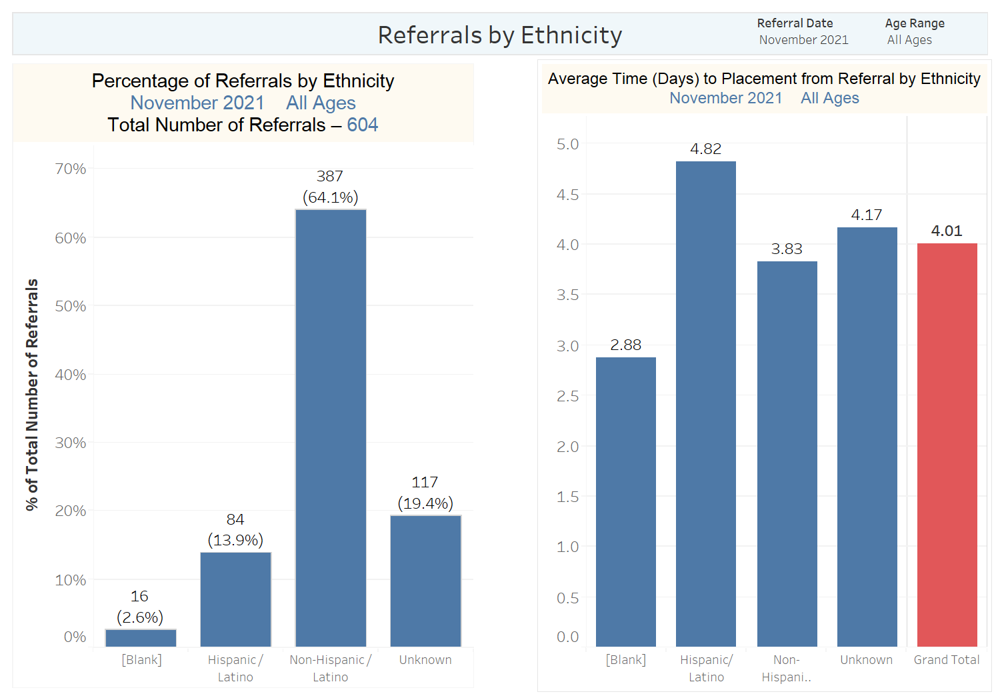 Referrals by Ethnicity
Referral Date
November 2021
Age Range
All Ages
Percentage of Referrals by Ethnicity
November 2021 All Ages
Total Number of Referrals – 604
% of Total Number of Referrals
70%
60%
50%
40%
30%
20%
10%
0%
16
(2.6%)
84
(13.9%)
387
(64.1%)
117
(19.4%)
[Blank]
Hispanic /
Latino
Non-Hispanic /
Latino
Unknown
Average Time (Days) to Placement from Referral by Ethnicity
November 2021 All Ages
5.0
4.5
4.0
3.5
3.0
2.5
2.0
1.5
1.0
0.5
0.0
2.88
4.82
3.83
4.17
4.01
[Blank]
Hispanic/
Latino
Non-
Hispani..
Unknown
Grand Total